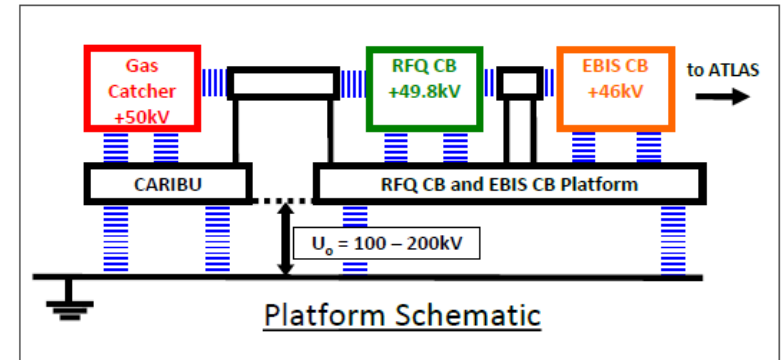 Gas
Catcher
+50kV
RFQ CB
+49.8kV
EBIS CB
+46kV
to ATLAS
CARIBU
RFQ CB and EBIS CB Platform
U₀ = 100 – 200kV
Platform Schematic